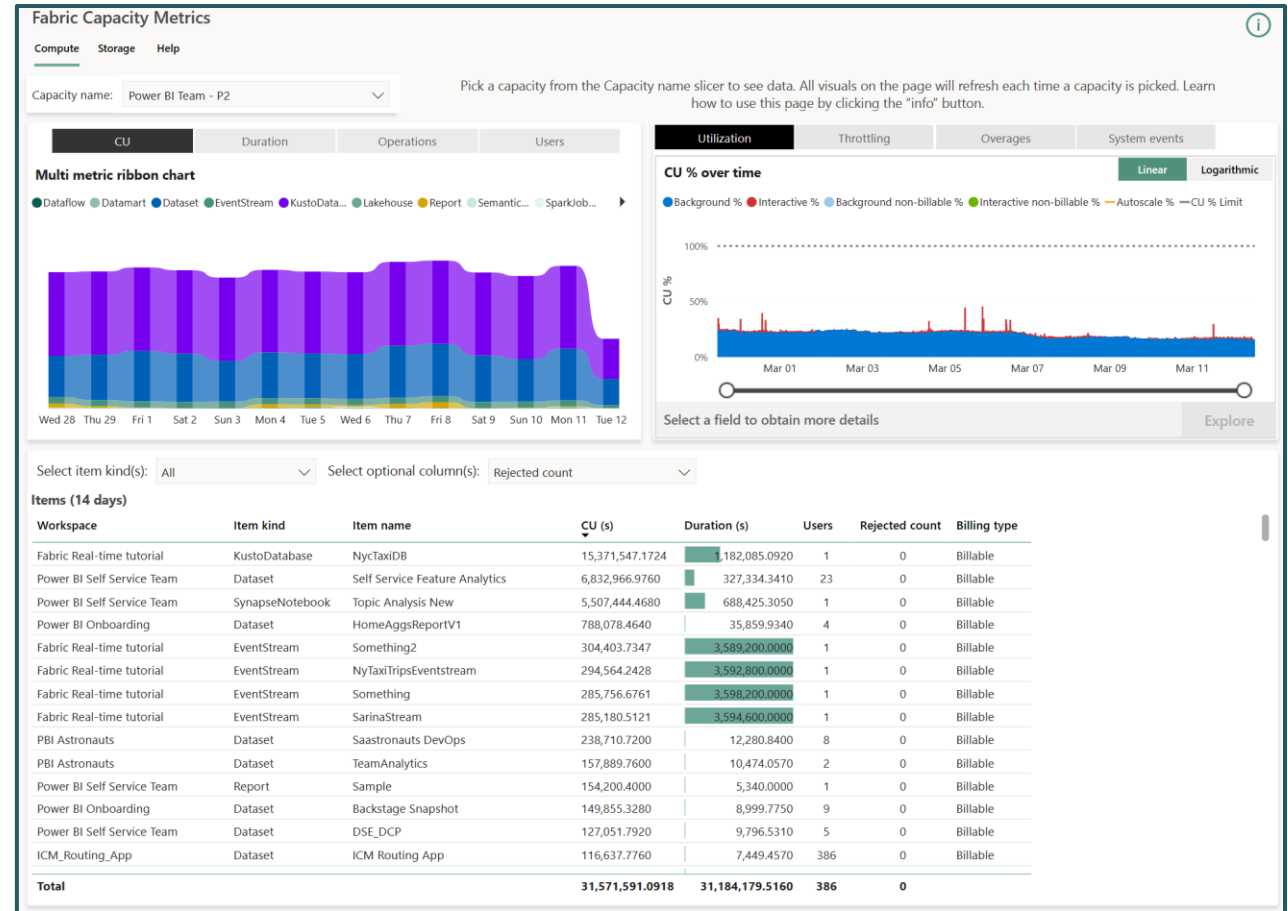 Fabric Capacity Metrics
Compute Storage Help
Capacity name: Power BI Team - P2
Pick a capacity from the Capacity name slicer to see data. All visuals on the page will refresh each time a capacity is picked. Learn
how to use this page by clicking the "info" button.
CU Duration Operations Users
Multi metric ribbon chart
Dataflow Datamart Dataset EventStream KustoData... Lakehouse Report Semantic... SparkJob...
Wed 28 Thu 29 Fri 1 Sat 2 Sun 3 Mon 4 Tue 5 Wed 6 Thu 7 Fri 8 Sat 9 Sun 10 Mon 11 Tue 12
Utilization Throttling Overages System events
CU % over time
Linear Logarithmic
Background % Interactive % Background non-billable % Interactive non-billable % Autoscale % CU % Limit
100%
CU %
50%
0%
Mar 01 Mar 03 Mar 05 Mar 07 Mar 09 Mar 11
Select a field to obtain more details Explore
Select item kind(s): All Select optional column(s): Rejected count
Items (14 days)
Workspace Item kind Item name CU (s) Duration (s) Users Rejected count Billing type
Fabric Real-time tutorial KustoDatabase NycTaxiDB 15,371,547.1724 1,182,085.0920 1 0 Billable
Power BI Self Service Team Dataset Self Service Feature Analytics 6,832,966.9760 327,334.3410 23 0 Billable
Power BI Self Service Team SynapseNotebook Topic Analysis New 5,507,444.4680 688,425.3050 1 0 Billable
Power BI Onboarding Dataset HomeAggsReportV1 788,078.4640 35,859.9340 4 0 Billable
Fabric Real-time tutorial EventStream Something2 304,403.7347 3,589,200.0000 1 0 Billable
Fabric Real-time tutorial EventStream NyTaxiTripsEventstream 294,564.2428 3,592,800.0000 1 0 Billable
Fabric Real-time tutorial EventStream Something 285,756.6761 3,598,200.0000 1 0 Billable
Fabric Real-time tutorial EventStream SarinaStream 285,180.5121 3,594,600.0000 1 0 Billable
PBI Astronauts Dataset Saastronauts DevOps 238,710.7200 12,280.8400 8 0 Billable
PBI Astronauts Dataset TeamAnalytics 157,889.7600 10,474.0570 2 0 Billable
Power BI Self Service Team Report Sample 154,200.4000 5,340.0000 1 0 Billable
Power BI Onboarding Dataset Backstage Snapshot 149,855.3280 8,999.7750 9 0 Billable
Power BI Self Service Team Dataset DSE_DCP 127,051.7920 9,796.5310 5 0 Billable
ICM_Routing_App Dataset ICM Routing App 116,637.7760 7,449.4570 386 0 Billable
Total 31,571,591.0918 31,184,179.5160 386 0